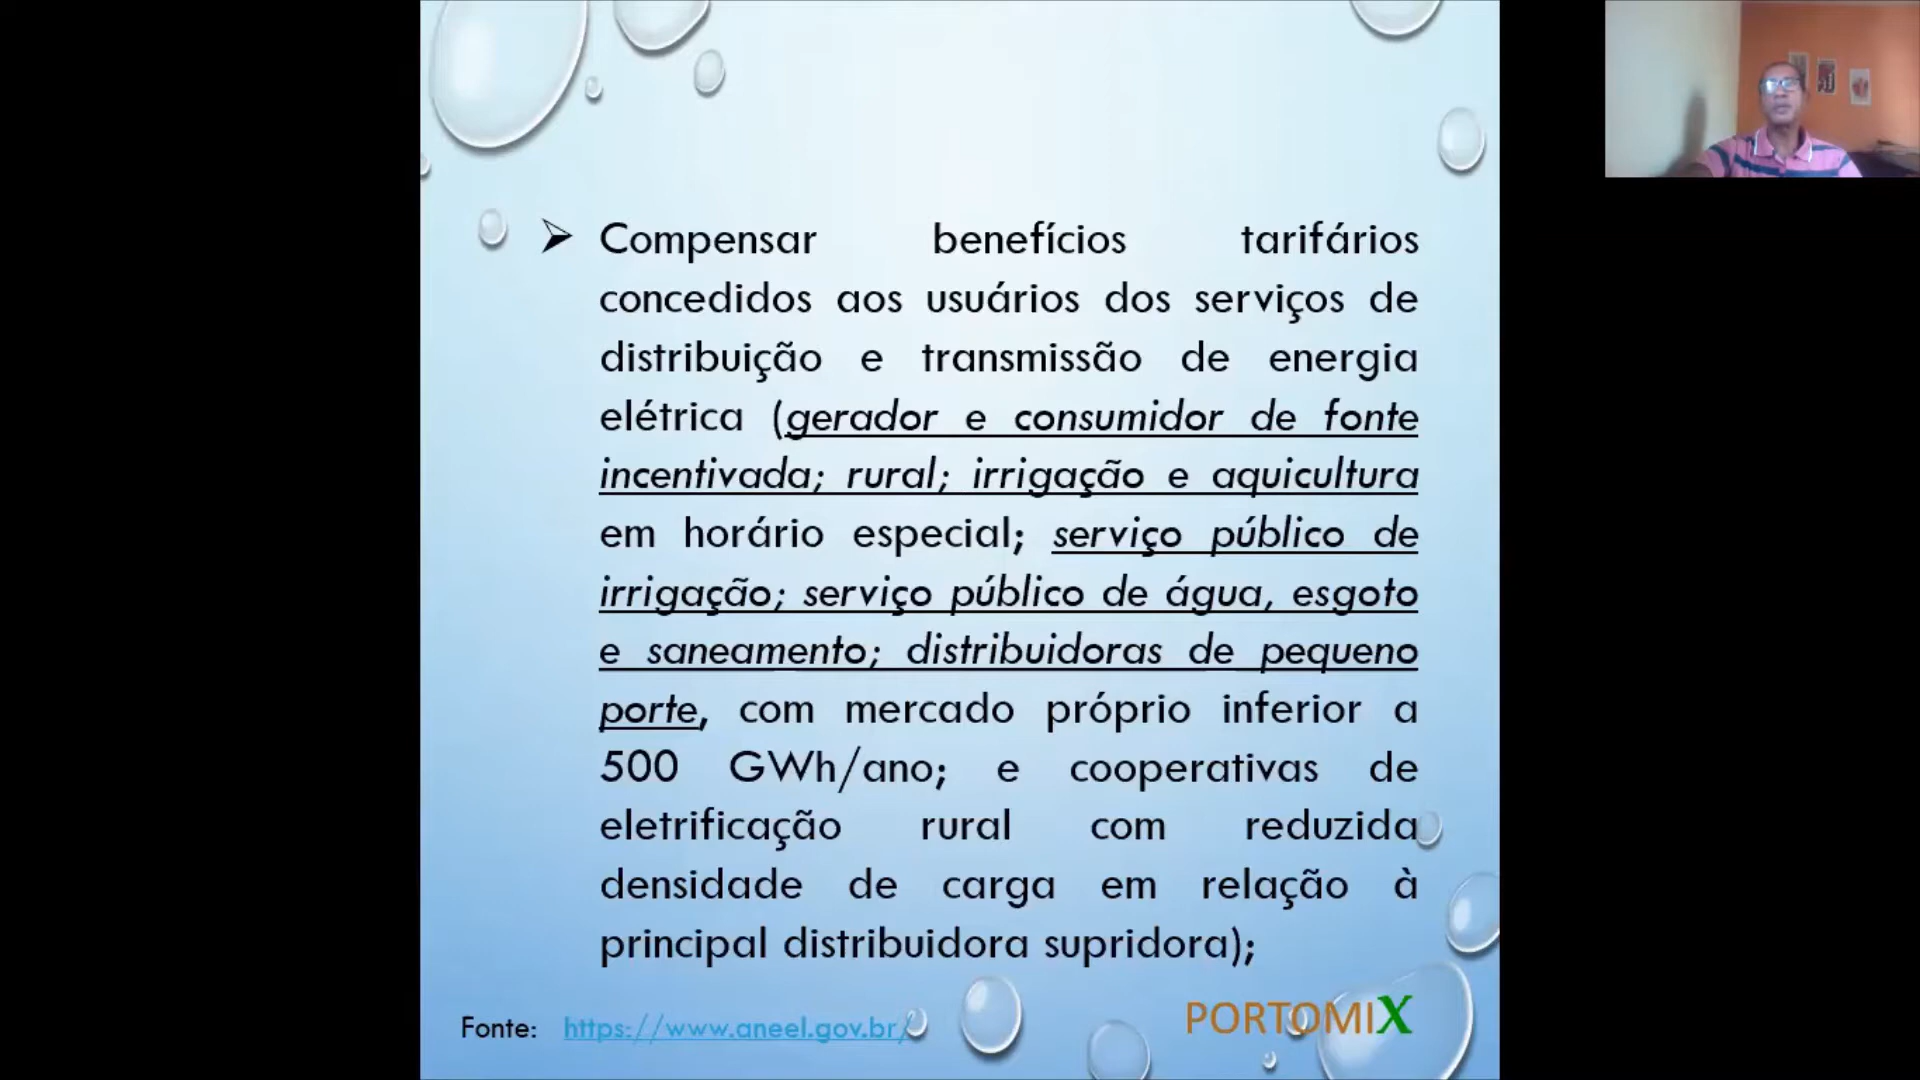 ➢ Compensar benefícios tarifários
concedidos aos usuários dos serviços de
distribuição e transmissão de energia
elétrica (gerador e consumidor de fonte
incentivada; rural; irrigação e aquicultura
em horário especial; serviço público de
irrigação; serviço público de água, esgoto
e saneamento; distribuidoras de pequeno
porte, com mercado próprio inferior a
500 GWh/ano; e cooperativas de
eletrificação rural com reduzida
densidade de carga em relação à
principal distribuidora supridora);
Fonte: https://www.aneel.gov.br/
PORTOMIX